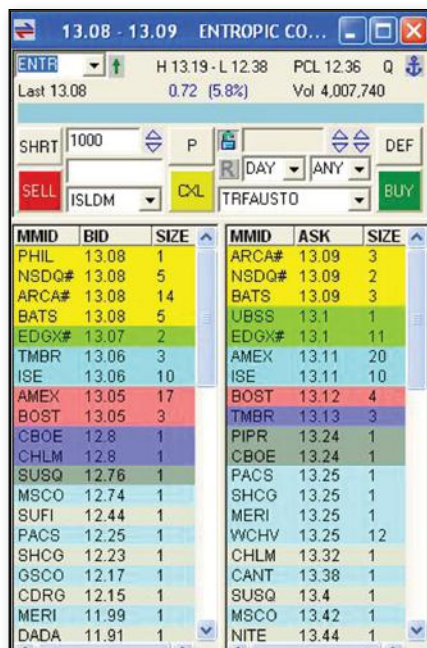 13.08 - 13.09 ENTROPIC CO...
ENTR H 13.19 - L 12.38 PCL 12.36 Q
Last 13.08 0.72 (5.8%) Vol 4,007,740
SHRT 1000 P DEF
R DAY ANY
SELL ISLDM CXL TRFAUSTO BUY
MMID BID SIZE MMID ASK SIZE
PHIL 13.08 1 ARCA# 13.09 3
NSDQ# 13.08 5 NSDQ# 13.09 2
ARCA# 13.08 14 BATS 13.09 3
BATS 13.08 5 UBSS 13.1 1
EDGX# 13.07 2 EDGX# 13.1 11
TMBR 13.06 3 AMEX 13.11 20
ISE 13.06 10 ISE 13.11 10
AMEX 13.05 17 BOST 13.12 4
BOST 13.05 3 TMBR 13.13 3
CBOE 12.8 1 PIPR 13.24 1
CHLM 12.8 1 CBOE 13.24 1
SUSQ 12.76 1 PACS 13.25 1
MSCO 12.74 1 SHCG 13.25 1
SUFI 12.44 1 MERI 13.25 1
PACS 12.25 1 WCHV 13.25 12
SHCG 12.23 1 CHLM 13.32 1
GSCO 12.17 1 CANT 13.38 1
CDRG 12.15 1 SUSQ 13.4 1
MERI 11.99 1 MSCO 13.42 1
DADA 11.91 1 NITE 13.44 1